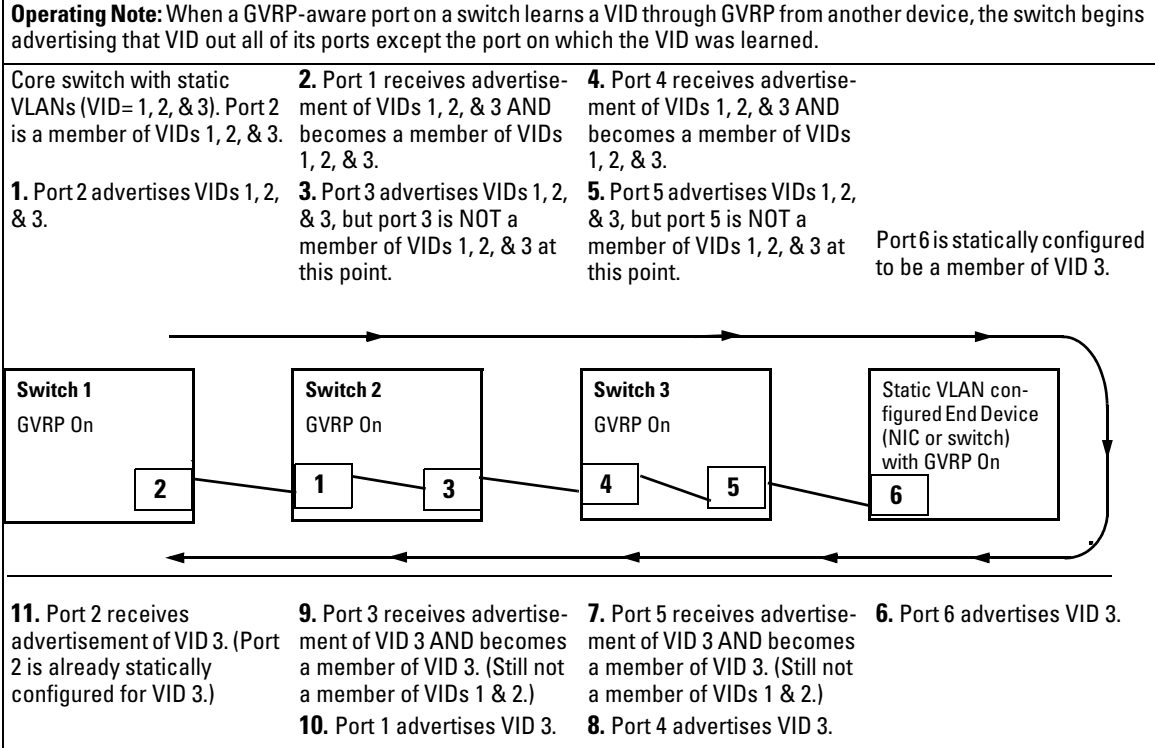 Operating Note: When a GVRP-aware port on a switch learns a VID through GVRP from another device, the switch begins
advertising that VID out all of its ports except the port on which the VID was learned.
Core switch with static
VLANs (VID= 1, 2, & 3). Port 2
is a member of VIDs 1, 2, & 3.
1. Port 2 advertises VIDs 1, 2,
& 3.
2. Port 1 receives advertise-
ment of VIDs 1, 2, & 3 AND
becomes a member of VIDs
1, 2, & 3.
3. Port 3 advertises VIDs 1, 2,
& 3, but port 3 is NOT a
member of VIDs 1, 2, & 3 at
this point.
4. Port 4 receives advertise-
ment of VIDs 1, 2, & 3 AND
becomes a member of VIDs
1, 2, & 3.
5. Port 5 advertises VIDs 1, 2,
& 3, but port 5 is NOT a
member of VIDs 1, 2, & 3 at
this point.
Port 6 is statically configured
to be a member of VID 3.
Switch 1
GVRP On
2
Switch 2
GVRP On
1
3
Switch 3
GVRP On
4
5
Static VLAN con-
figured End Device
(NIC or switch)
with GVRP On
6
11. Port 2 receives
advertisement of VID 3. (Port
2 is already statically
configured for VID 3.)
9. Port 3 receives advertise-
ment of VID 3 AND becomes
a member of VID 3. (Still not
a member of VIDs 1 & 2.)
10. Port 1 advertises VID 3.
7. Port 5 receives advertise-
ment of VID 3 AND becomes
a member of VID 3. (Still not
a member of VIDs 1 & 2.)
8. Port 4 advertises VID 3.
6. Port 6 advertises VID 3.